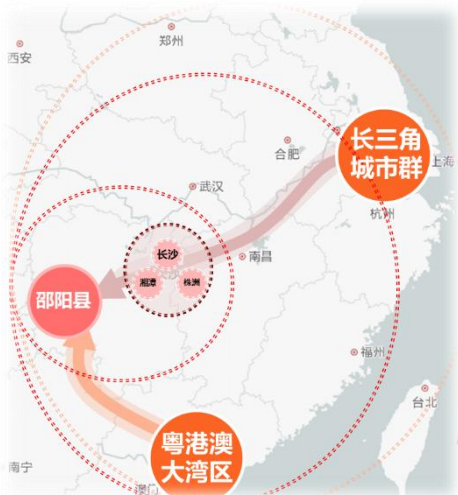 郑州
西安
长三角
城市群
合肥
上海
武汉
杭州
长沙
南昌
湘潭
株洲
邵阳县
福州
台北
粤港澳
大湾区
南宁
澳门